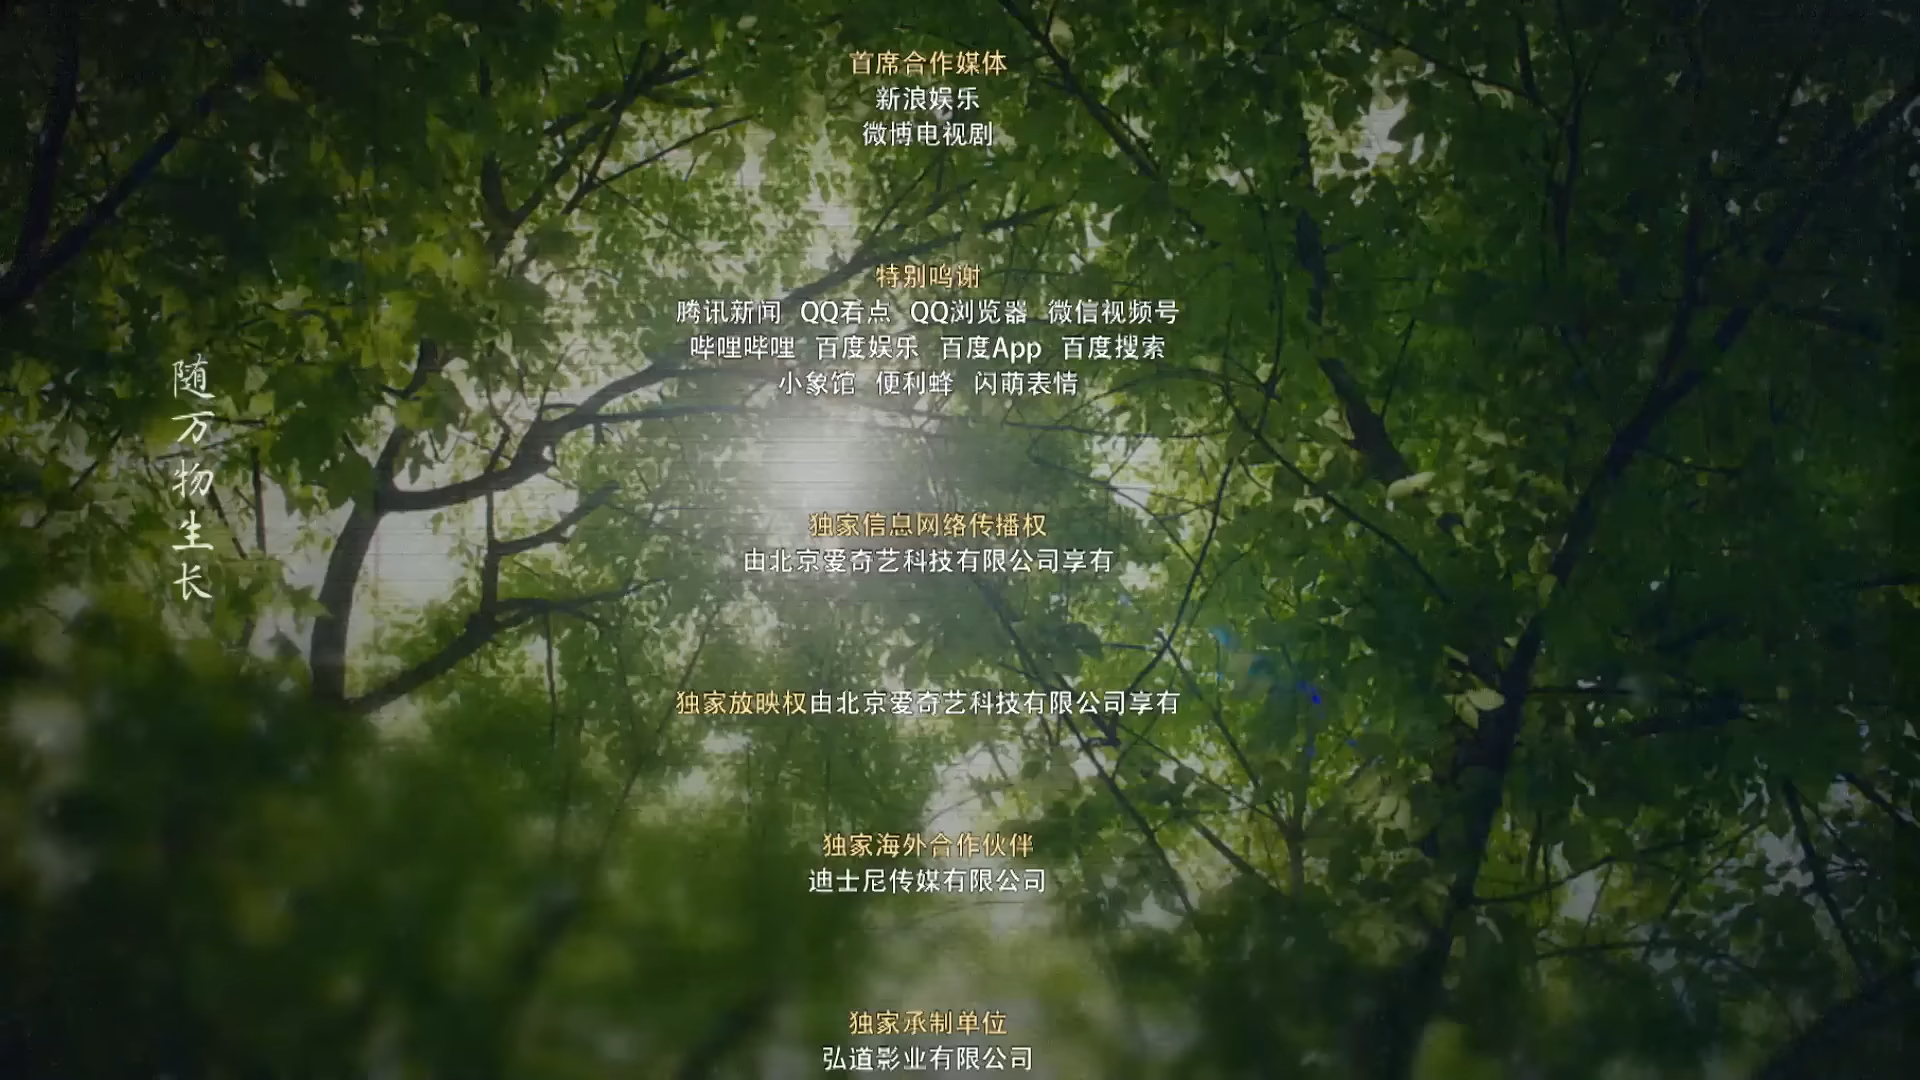 首席合作媒体
新浪娱乐
微博电视剧
特别鸣谢
腾讯新闻 QQ看点 QQ浏览器 微信视频号
哔哩哔哩 百度娱乐 百度App 百度搜索
小象馆 便利蜂 闪萌表情
随万物生长
独家信息网络传播权
由北京爱奇艺科技有限公司享有
独家放映权由北京爱奇艺科技有限公司享有
独家海外合作伙伴
迪士尼传媒有限公司
独家承制单位
弘道影业有限公司